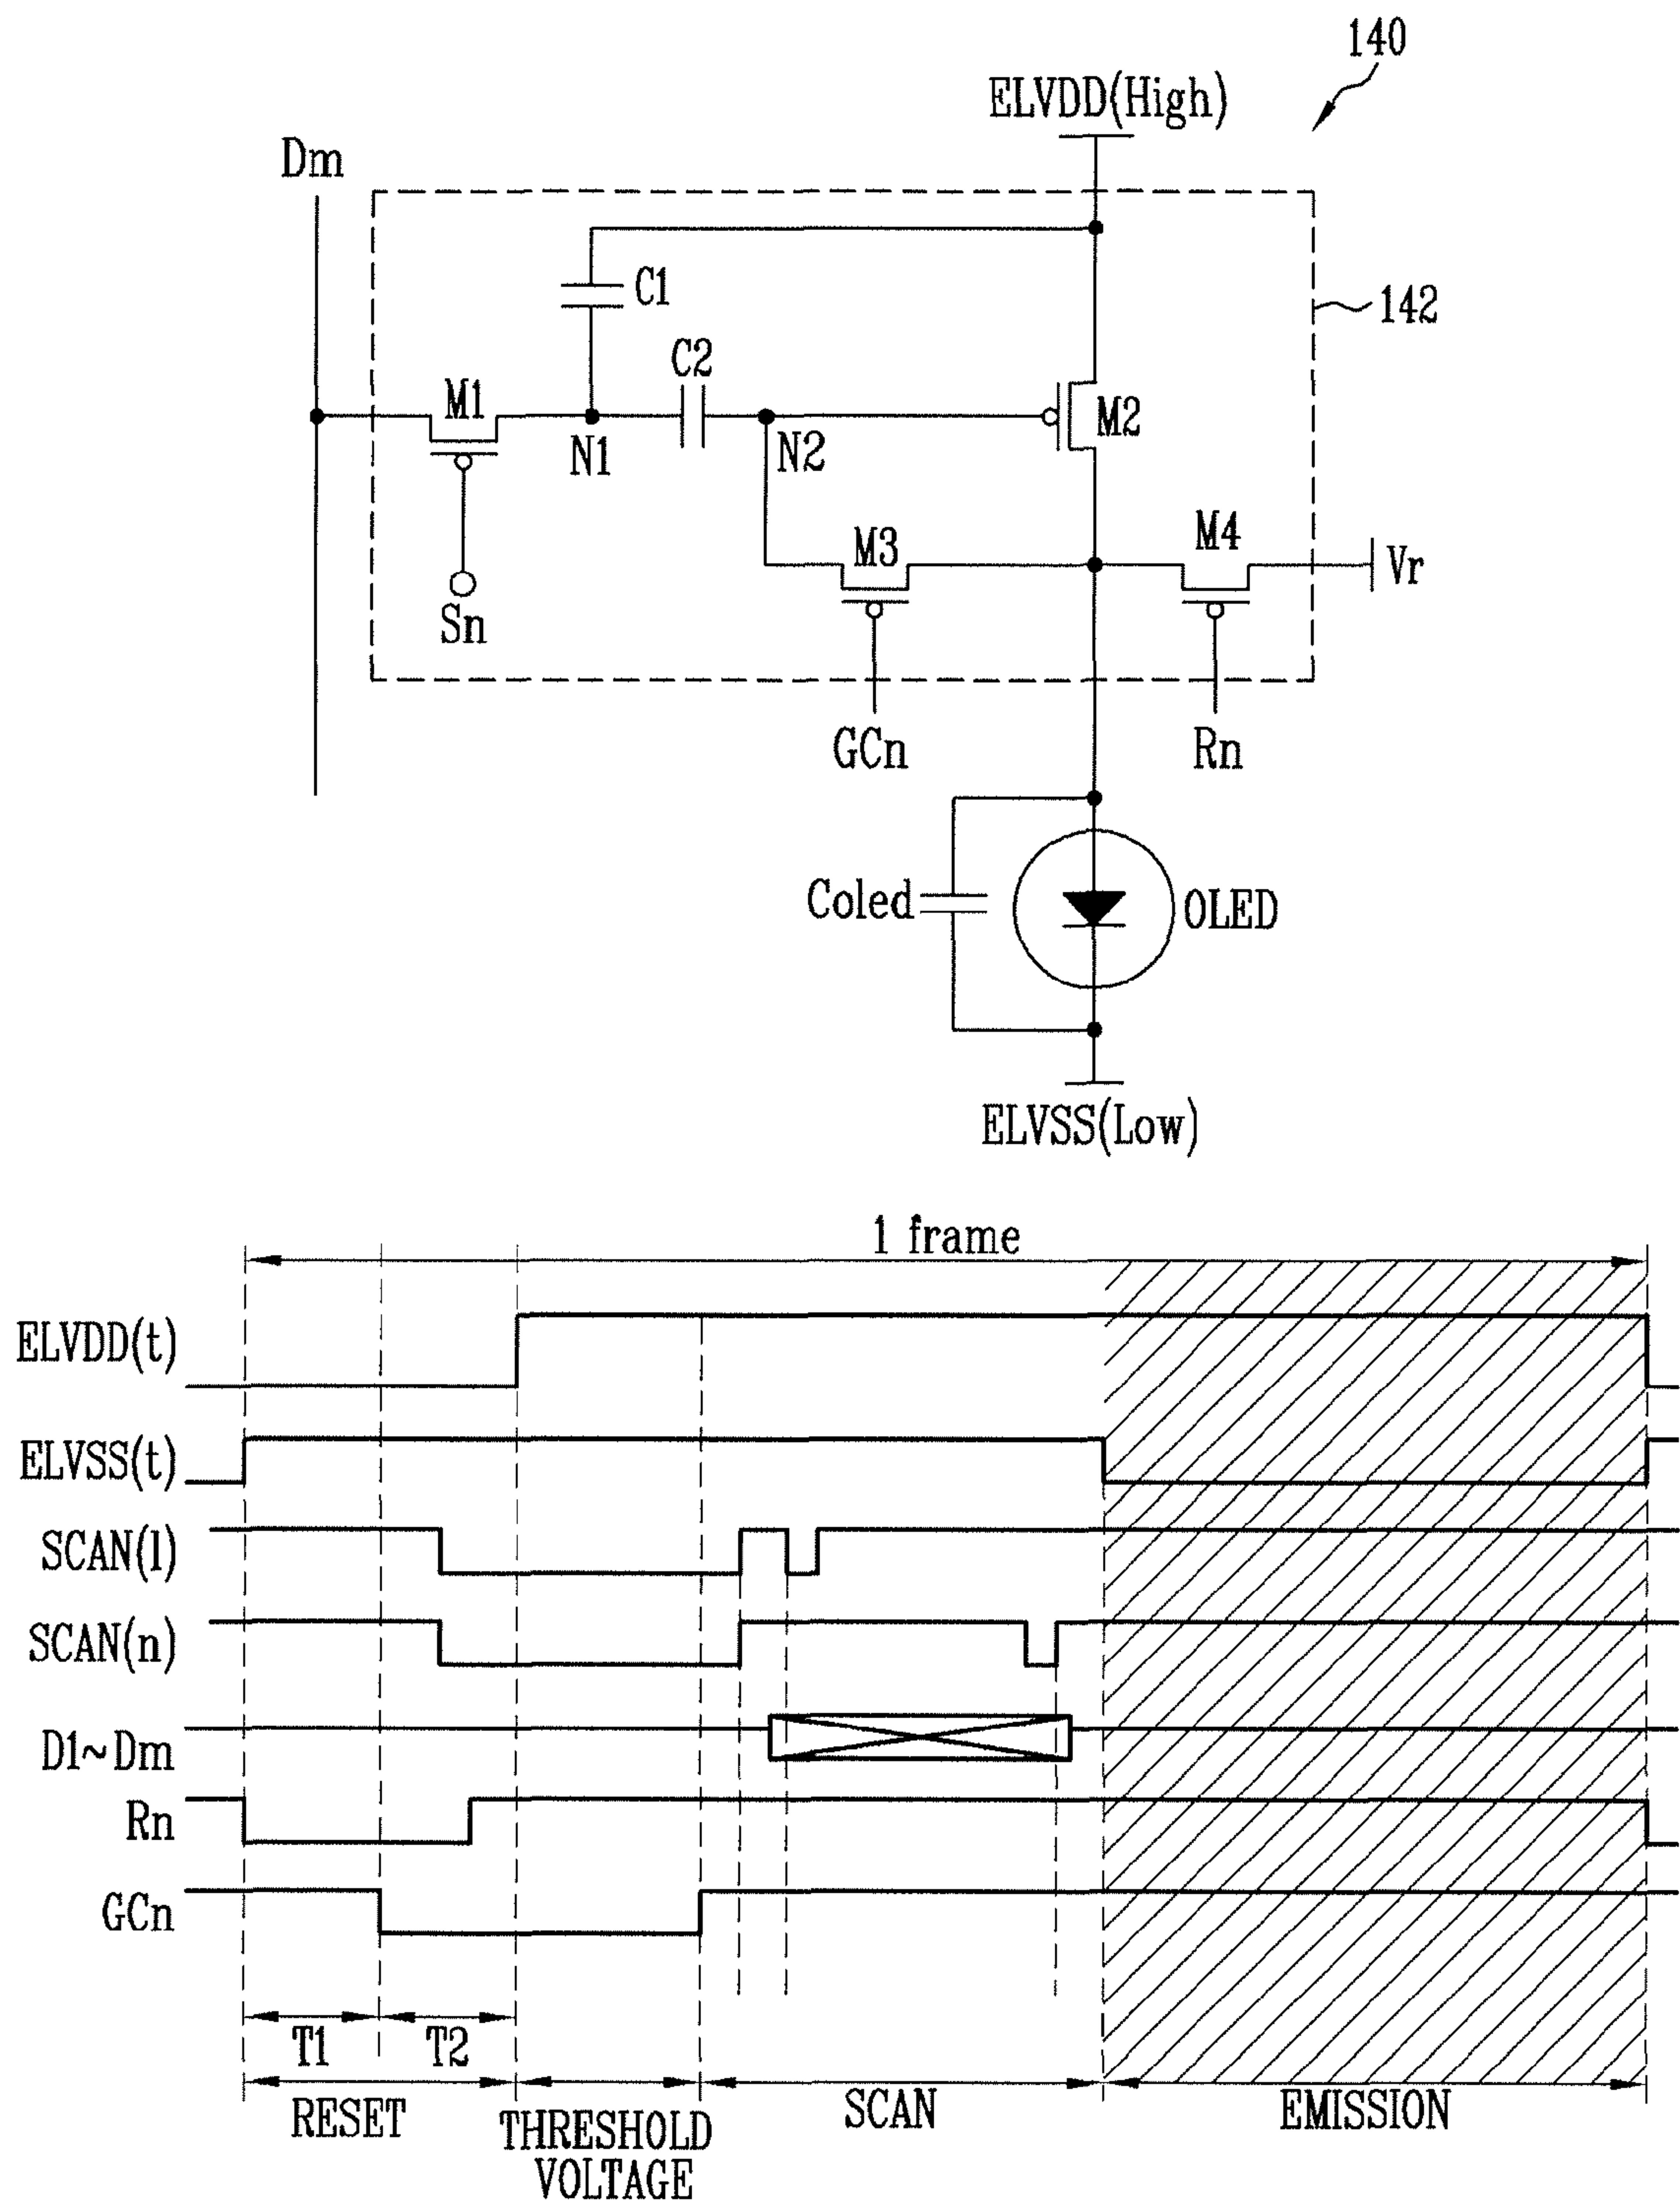 140
ELVDD(High)
Dm
C1
142
C2
M1
M2
N1
N2
M3
M4
Vr
Sn
GCn
Rn
Coled
OLED
ELVSS(Low)
1 frame
ELVDD(t)
ELVSS(t)
SCAN(1)
SCAN(n)
D1~Dm
Rn
GCn
T1
T2
RESET
THRESHOLD
VOLTAGE
SCAN
EMISSION